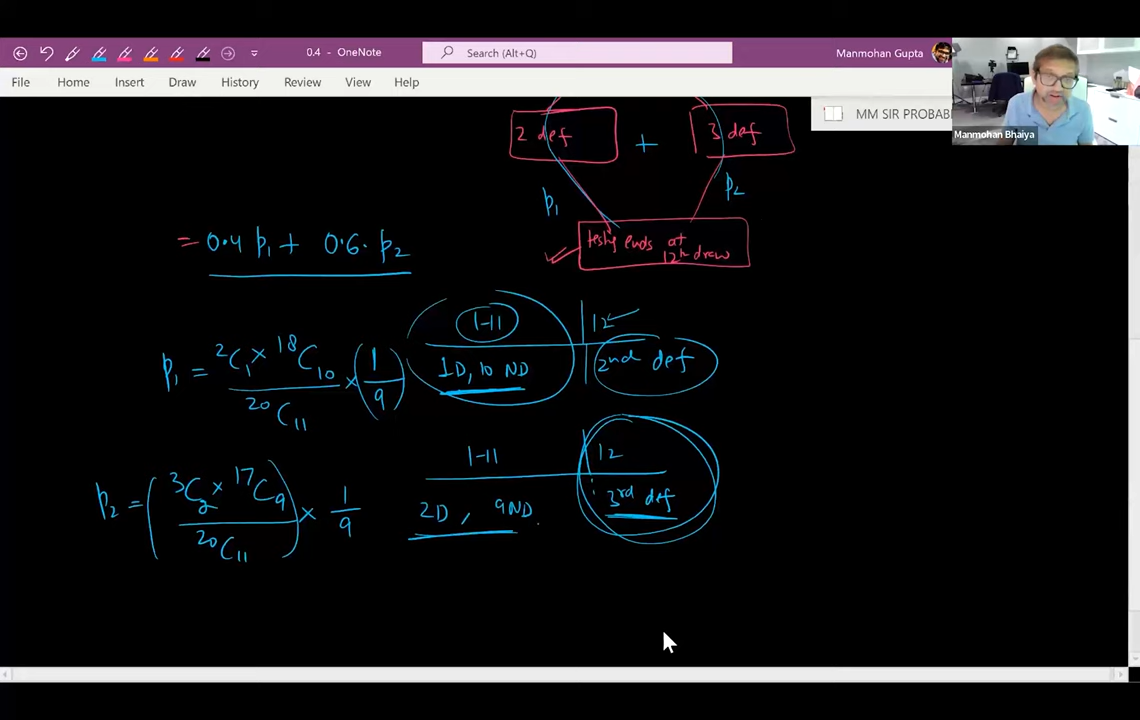 0.4 - OneNote
Search (Alt+Q)
Manmohan Gupta
File Home Insert Draw History Review View Help
MM SIR PROBAB
Manmohan Bhaiya
2 def + 3 def
p₁ p₂
testg ends at
12th draw
= 0.4 p₁ + 0.6. p₂
1-11 | 12
p₁ = ²C₁ × ¹⁸C₁₀ / ²⁰C₁₁ × (1/9) 1D, 10 ND | 2nd def
1-11 | 12
p₂ = (³C₂ × ¹⁷C₉ / ²⁰C₁₁) × 1/9 2D, 9ND. | 3rd def